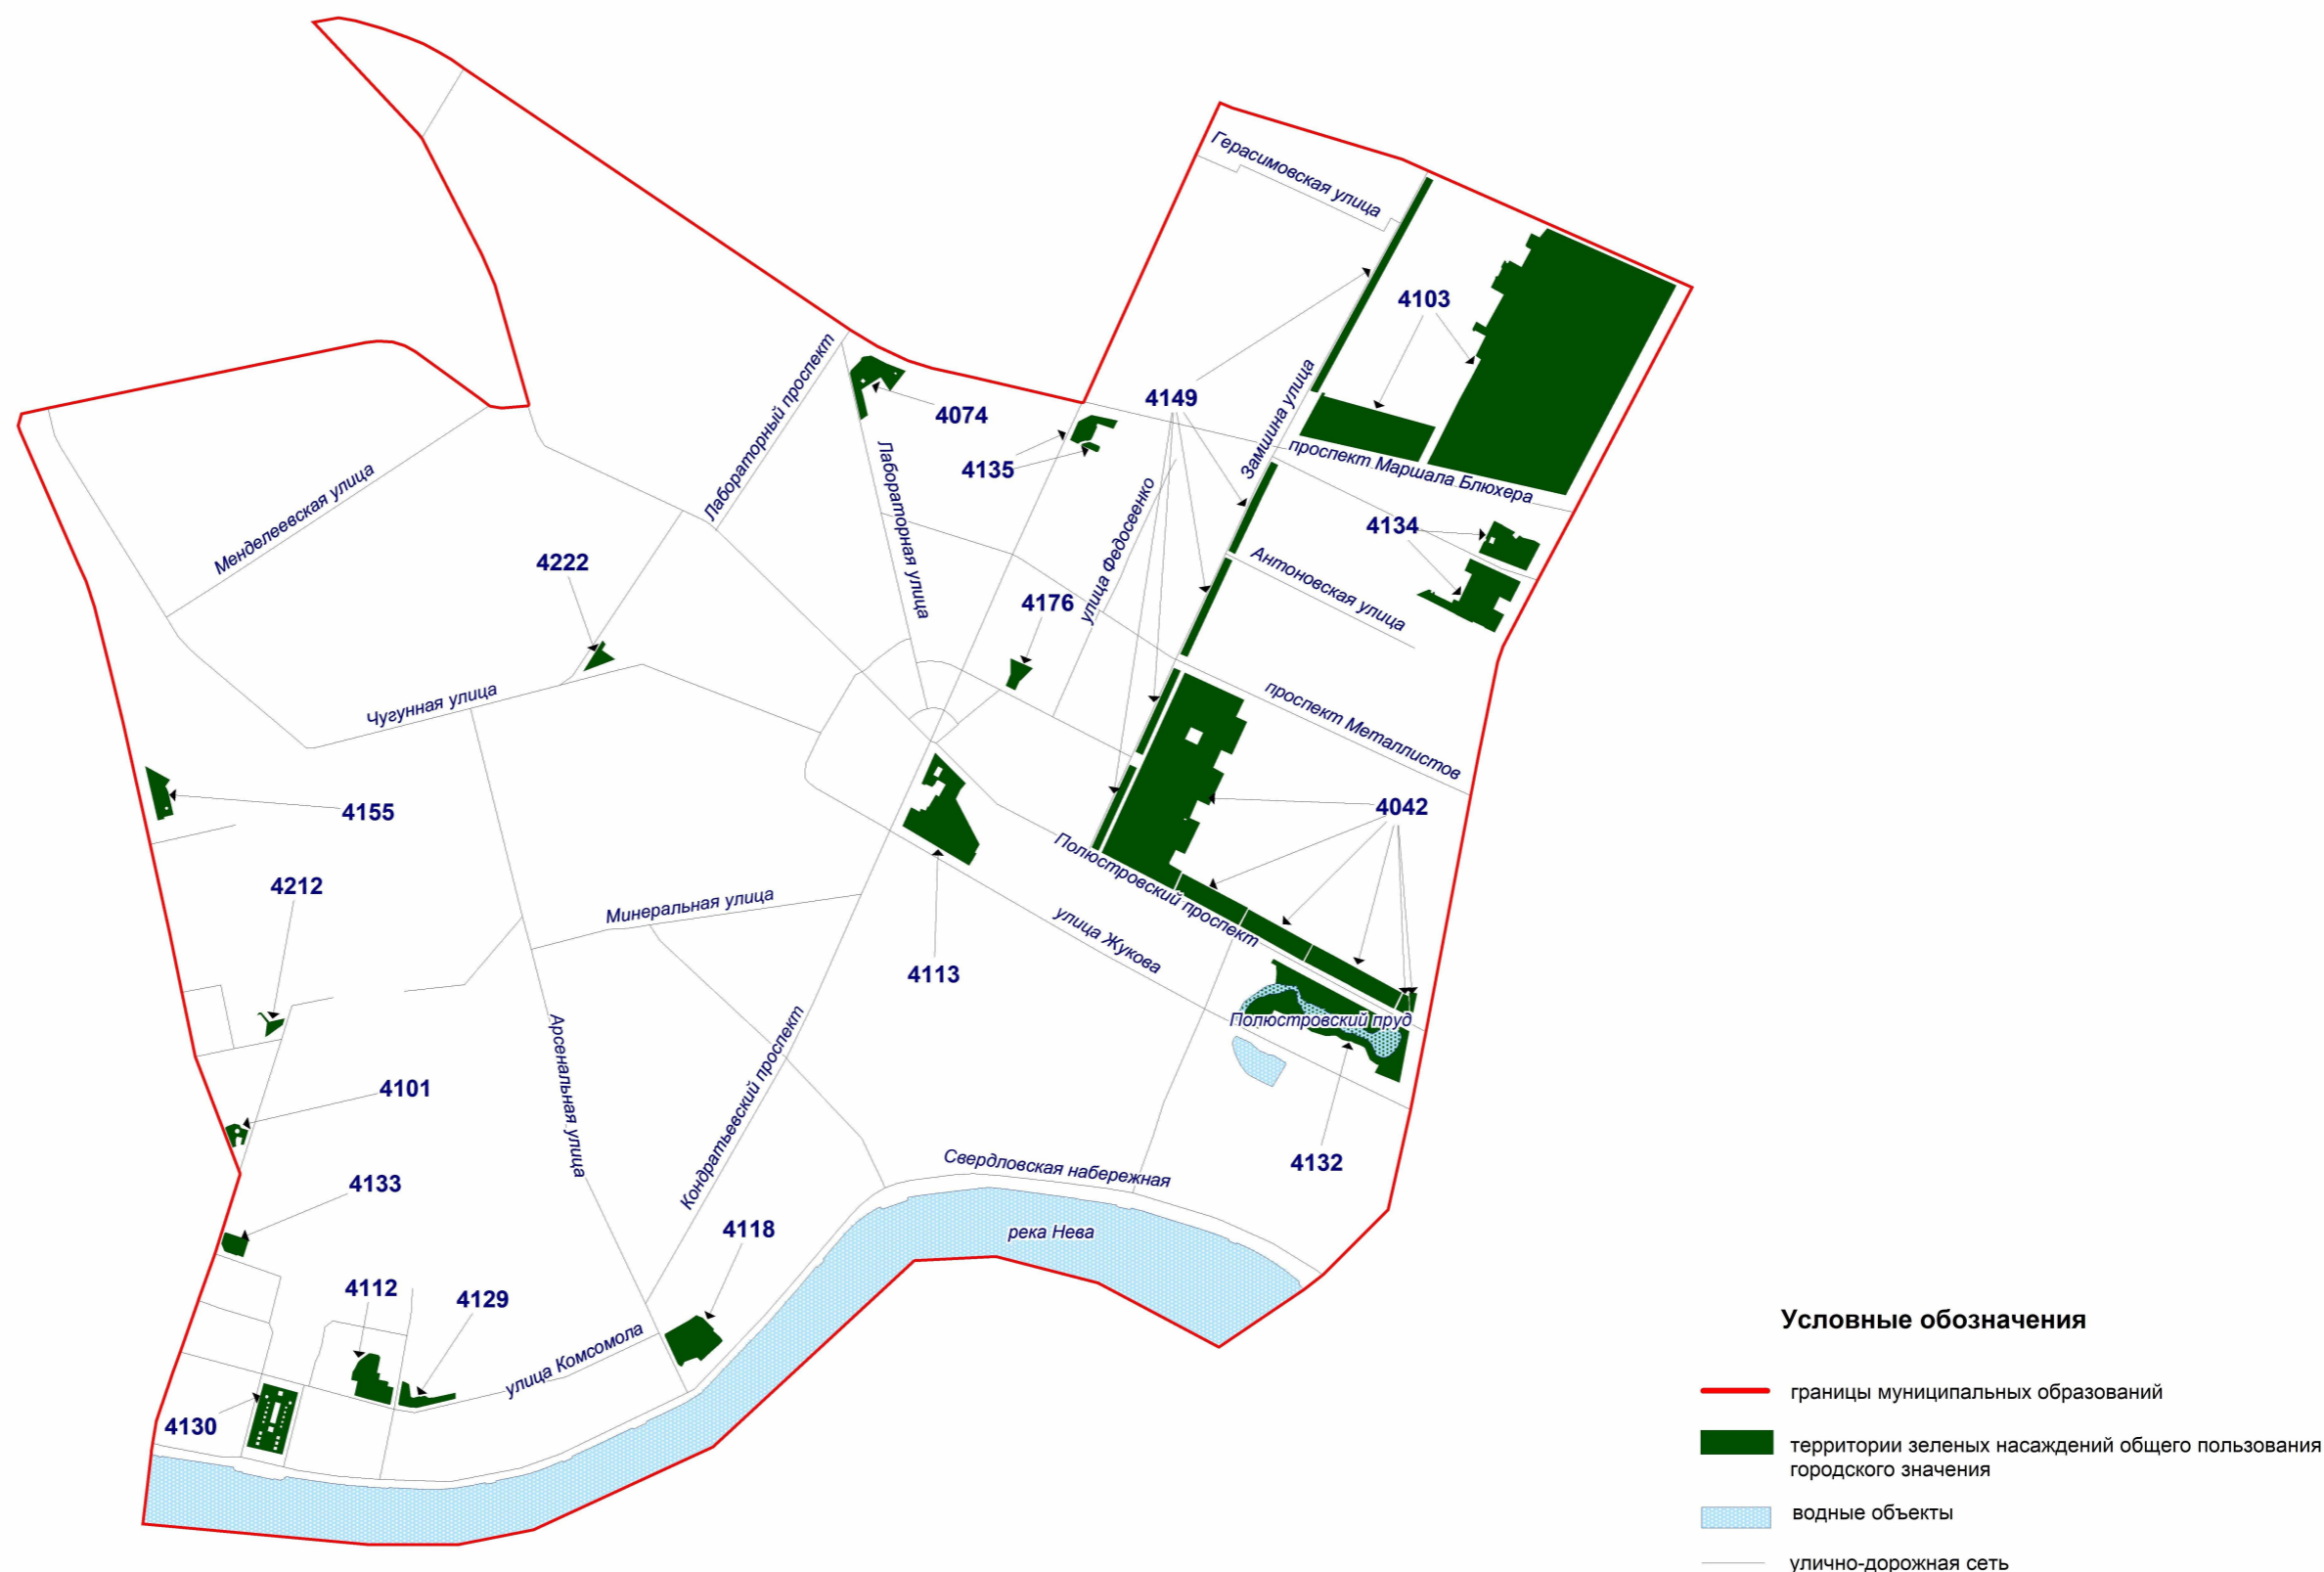 Герасимовская улица
4103
Лабораторный проспект
4149
4074
Замшина улица
4135
Лабораторная улица
проспект Маршала Блюхера
Менделеевская улица
4134
улица Федосеенко
4222
Антоновская улица
4176
Чугунная улица
проспект Металлистов
4155
4042
4212
Полюстровский проспект
Минеральная улица
улица Жукова
4113
Полюстровский пруд
Арсенальная улица
Кондратьевский проспект
4101
4132
Свердловская набережная
4133
4118
река Нева
4112
4129
улица Комсомола
4130
Условные обозначения
границы муниципальных образований
территории зеленых насаждений общего пользования
городского значения
водные объекты
улично-дорожная сеть